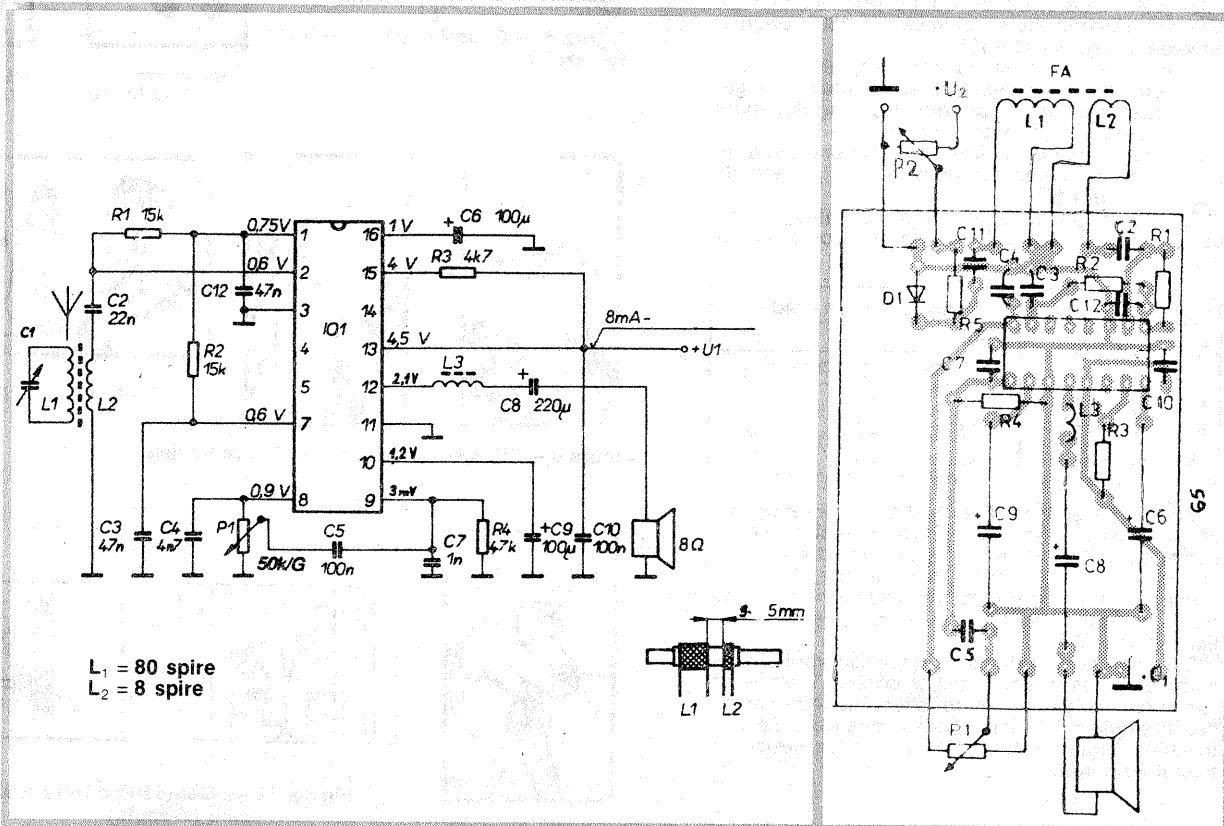 R1 15k
0,75V
1
16
1 V
C6 100µ
+
R3 4k7
0,6 V
2
15
4 V
C12
47n
3
14
C2
22n
IO1
8mA-
C1
4
13
4,5 V
+U1
R2
15k
L3
L1
L2
5
12
2,1V
+
C8 220µ
0,6 V
7
11
10
1,2V
0,9 V
8
9
3mV
C3
47n
C4
4n7
P1
50k/G
C5
100n
C7
1n
R4
47k
+C9
100µ
C10
100n
8Ω
5mm
L1 = 80 spire
L2 = 8 spire
L1 L2
FA
+U2
L1
L2
P2
C11
C4
C3
C2
R1
R2
D1
R5
C12
C7
R4
L3
R3
C10
+
C9
+
C6
+
C8
C5
P1
65